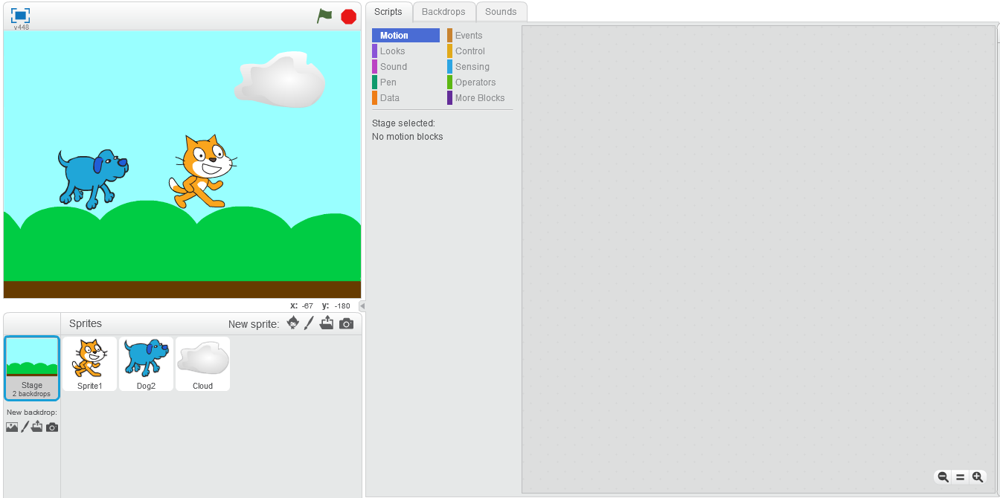 v448
Scripts
Backdrops
Sounds
Motion
Events
Looks
Control
Sound
Sensing
Pen
Operators
Data
More Blocks
Stage selected:
No motion blocks
x: -67 y: -180
Sprites
New sprite:
Stage
2 backdrops
Sprite1
Dog2
Cloud
New backdrop: